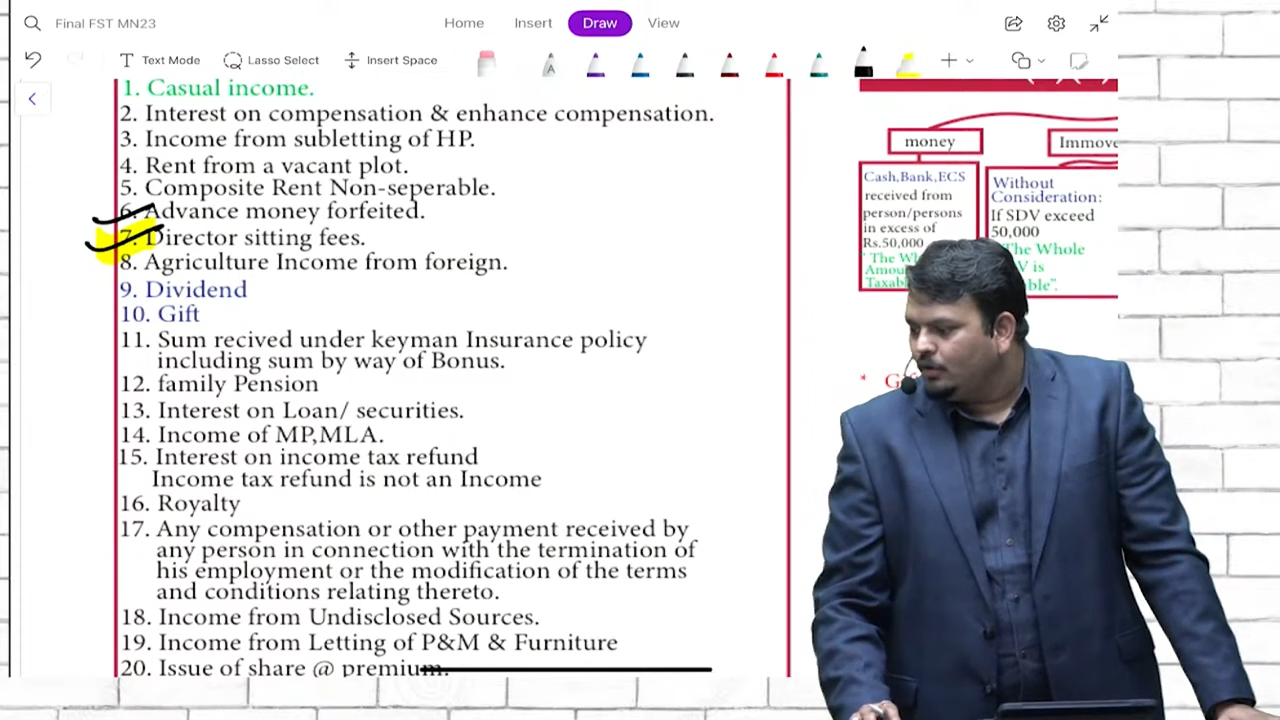 Final FST MN23
Home Insert Draw View
Text Mode Lasso Select Insert Space
A
1. Casual income.
2. Interest on compensation & enhance compensation.
3. Income from subletting of HP.
4. Rent from a vacant plot.
5. Composite Rent Non-seperable.
6. Advance money forfeited.
7. Director sitting fees.
8. Agriculture Income from foreign.
9. Dividend
10. Gift
11. Sum recived under keyman Insurance policy
including sum by way of Bonus.
12. family Pension
13. Interest on Loan/ securities.
14. Income of MP,MLA.
15. Interest on income tax refund
Income tax refund is not an Income
16. Royalty
17. Any compensation or other payment received by
any person in connection with the termination of
his employment or the modification of the terms
and conditions relating thereto.
18. Income from Undisclosed Sources.
19. Income from Letting of P&M & Furniture
20. Issue of share @ premium.
money
Cash,Bank,ECS
received from
person/persons
in excess of
Rs.50,000
" The
Taxab
Immove
Without
Consideration:
If SDV exceed
50,000
"The Whole
V is
ble".
*